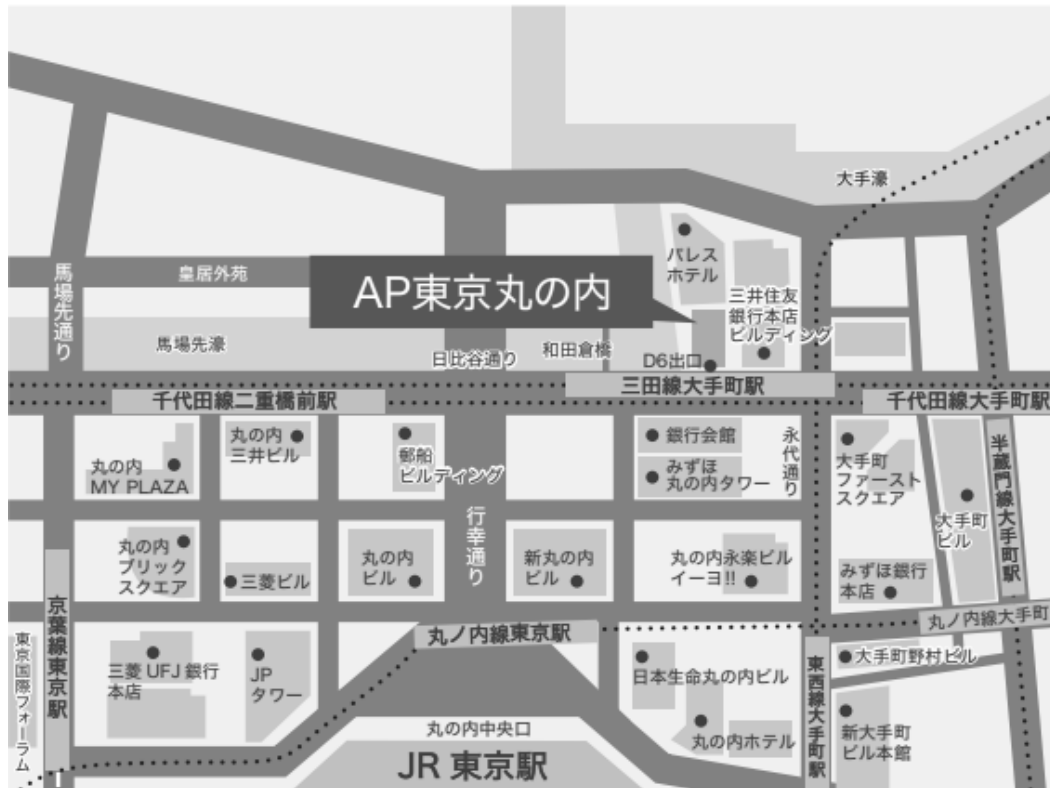 大手濠
パレス
ホテル
皇居外苑
馬場先通り
AP東京丸の内
三井住友
銀行本店
ビルディング
馬場先濠
日比谷通り
和田倉橋
D6出口
三田線大手町駅
千代田線二重橋前駅
千代田線大手町駅
丸の内
MY PLAZA
丸の内
三井ビル
郵船
ビルディング
銀行会館
みずほ
丸の内タワー
永代通り
大手町
ファースト
スクエア
半蔵門線大手町駅
大手町
ビル
行幸通り
丸の内
ブリック
スクエア
三菱ビル
丸の内
ビル
新丸の内
ビル
丸の内永楽ビル
イーヨ!!
みずほ銀行
本店
京葉線東京駅
東京国際フォーラム
丸ノ内線東京駅
丸ノ内線大手町
三菱 UFJ 銀行
本店
JP
タワー
日本生命丸の内ビル
東西線大手町駅
大手町野村ビル
丸の内中央口
丸の内ホテル
新大手町
ビル本館
JR 東京駅